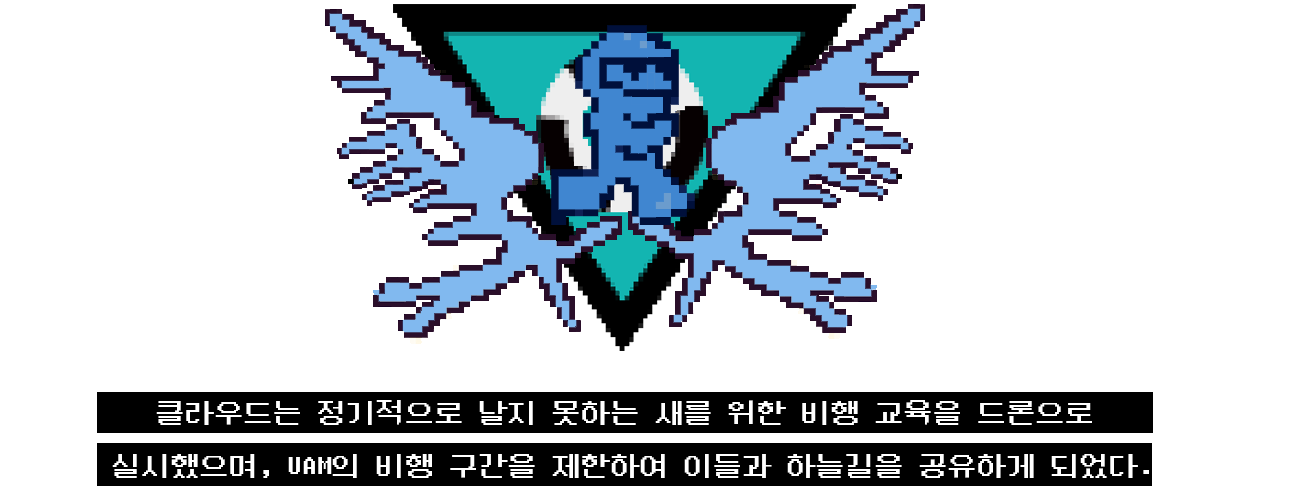 클라우드는 정기적으로 날지 못하는 새를 위한 비행 교육을 드론으로
실시했으며, UAM의 비행 구간을 제한하여 이들과 하늘길을 공유하게 되었다.